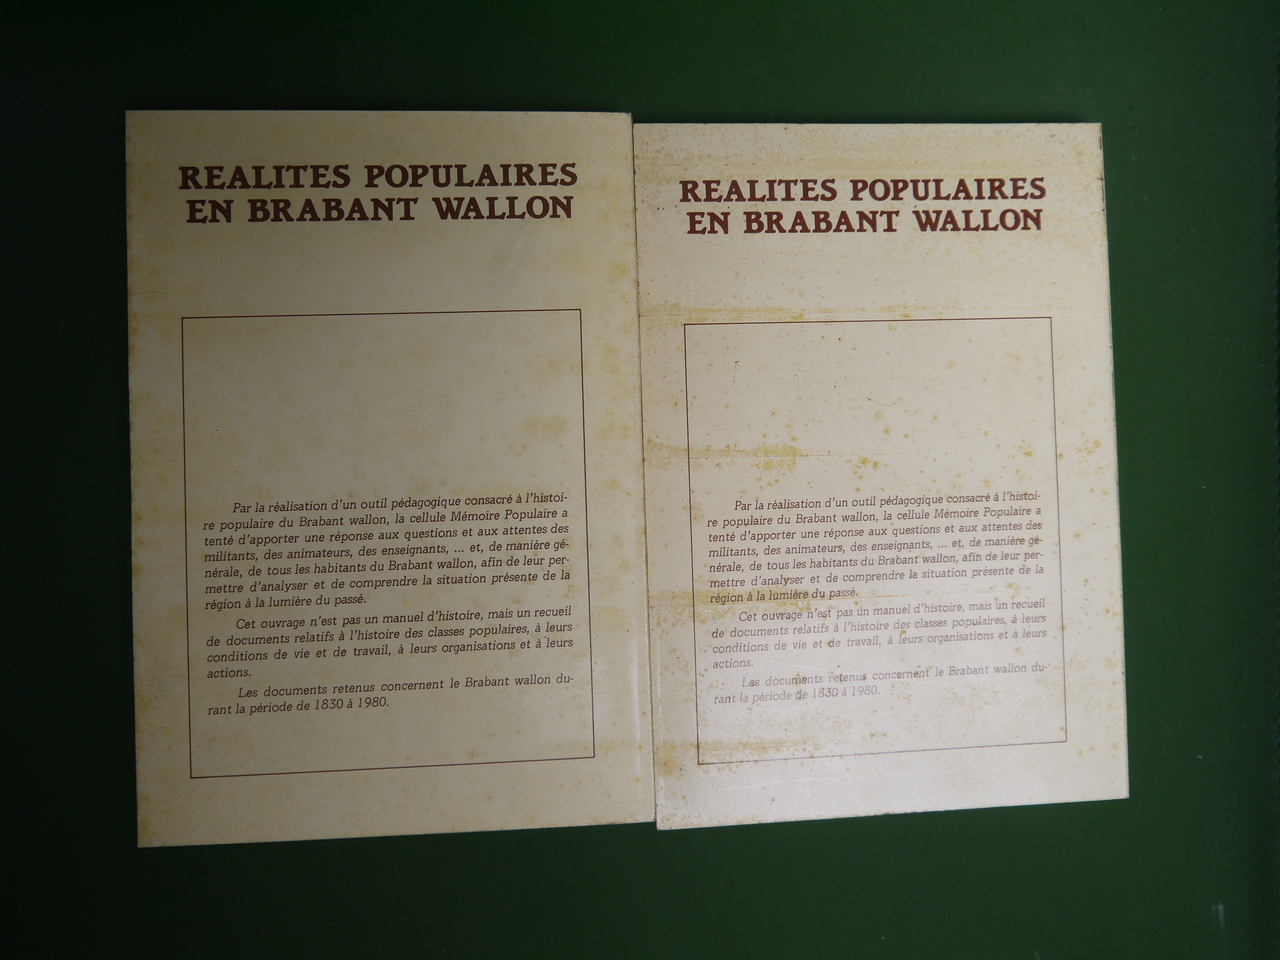 REALITES POPULAIRES
EN BRABANT WALLON
Par la réalisation d'un outil pédagogique consacré à l'histoi-
re populaire du Brabant wallon, la cellule Mémoire Populaire a
tenté d'apporter une réponse aux questions et aux attentes des
militants, des animateurs, des enseignants, ... et, de manière gé-
nérale, de tous les habitants du Brabant wallon, afin de leur per-
mettre d'analyser et de comprendre la situation présente de la
région à la lumière du passé.
Cet ouvrage n'est pas un manuel d'histoire, mais un recueil
de documents relatifs à l'histoire des classes populaires, à leurs
conditions de vie et de travail, à leurs organisations et à leurs
actions.
Les documents retenus concernent le Brabant wallon du-
rant la période de 1830 à 1980.
REALITES POPULAIRES
EN BRABANT WALLON
Par la réalisation d'un outil pédagogique consacré à l'histoi-
re populaire du Brabant wallon, la cellule Mémoire Populaire a
tenté d'apporter une réponse aux questions et aux attentes des
militants, des animateurs, des enseignants, ... et, de manière gé-
nérale, de tous les habitants du Brabant wallon, afin de leur per-
mettre d'analyser et de comprendre la situation présente de la
région à la lumière du passé.
Cet ouvrage n'est pas un manuel d'histoire, mais un recueil
de documents relatifs à l'histoire des classes populaires, à leurs
conditions de vie et de travail, à leurs organisations et à leurs
actions.
Les documents retenus concernent le Brabant wallon du-
rant la période de 1830 à 1980.